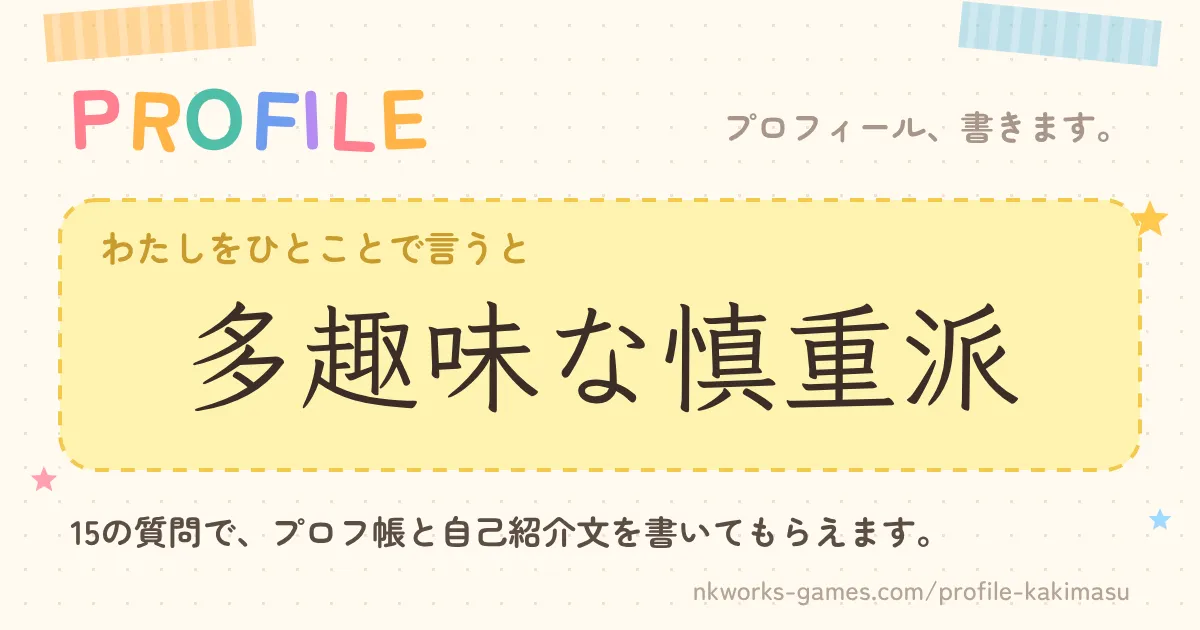 PROFILE
プロフィール、書きます。
わたしをひとことで言うと
多趣味な慎重派
15の質問で、プロフ帳と自己紹介文を書いてもらえます。
nkworks-games.com/profile-kakimasu